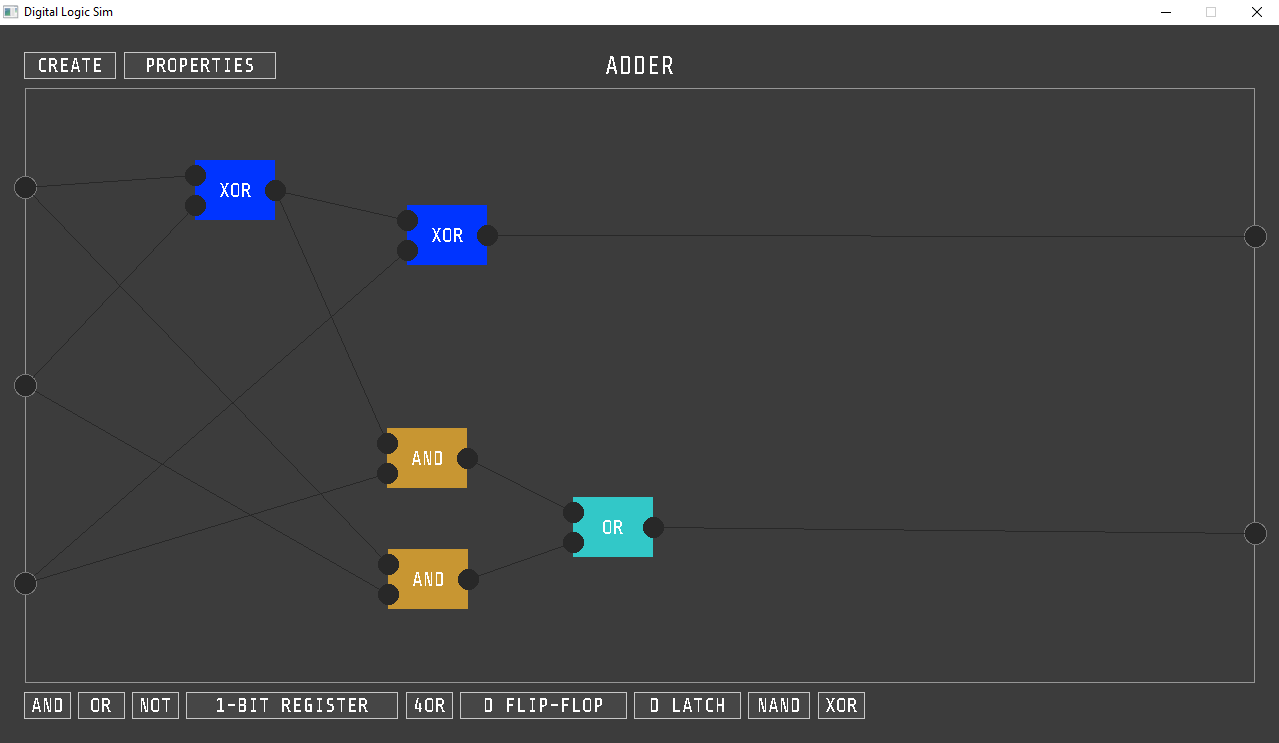 Digital Logic Sim
CREATE PROPERTIES ADDER
XOR
XOR
AND
OR
AND
AND OR NOT 1-BIT REGISTER 4OR D FLIP-FLOP D LATCH NAND XOR